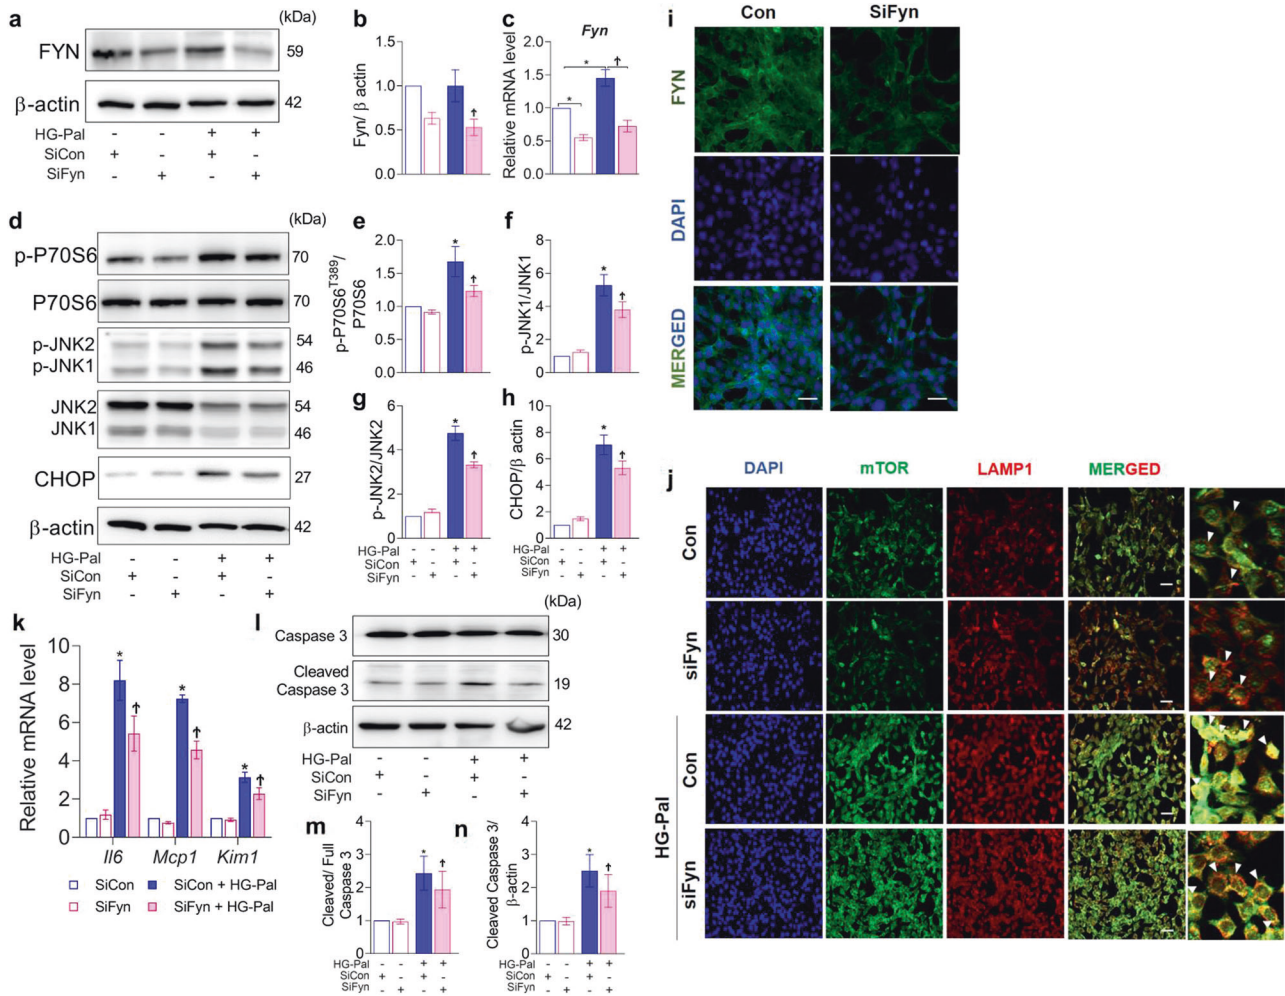 a
(kDa)
FYN
59
β-actin
42
HG-Pal - - + +
SiCon + - + -
SiFyn - + - +
b
Fyn/ β actin
1.5
1.0
0.5
0.0
☨
c
Fyn
Relative mRNA level
2.0
1.5
1.0
0.5
0.0
* * ☨
d
(kDa)
p-P70S6
70
P70S6
70
p-JNK2
54
p-JNK1
46
JNK2
54
JNK1
46
CHOP
27
β-actin
42
HG-Pal - - + +
SiCon + - + -
SiFyn - + - +
e
p-P70S6T389/
P70S6
2.0
1.5
1.0
0.5
0.0
* ☨
f
p-JNK1/JNK1
8
6
4
2
0
* ☨
g
p-JNK2/JNK2
6
4
2
0
* ☨
HG-Pal - - + +
SiCon + - + -
SiFyn - + - +
h
CHOP/β actin
10
8
6
4
2
0
* ☨
HG-Pal - - + +
SiCon + - + -
SiFyn - + - +
i
Con SiFyn
FYN
DAPI
MERGED
j
DAPI mTOR LAMP1 MERGED
Con
siFyn
HG-Pal
Con
siFyn
k
Relative mRNA level
10
8
6
4
2
0
* ☨ * ☨ * ☨
Il6 Mcp1 Kim1
SiCon SiCon + HG-Pal
SiFyn SiFyn + HG-Pal
l
(kDa)
Caspase 3
30
Cleaved
Caspase 3
19
β-actin
42
HG-Pal - - + +
SiCon + - + -
SiFyn - + - +
m
Cleaved/ Full
Caspase 3
4
3
2
1
0
* ☨
HG-Pal - - + +
SiCon + - + -
SiFyn - + - +
n
Cleaved Caspase 3/
β-actin
4
3
2
1
0
* ☨
HG-Pal - - + +
SiCon + - + -
SiFyn - + - +